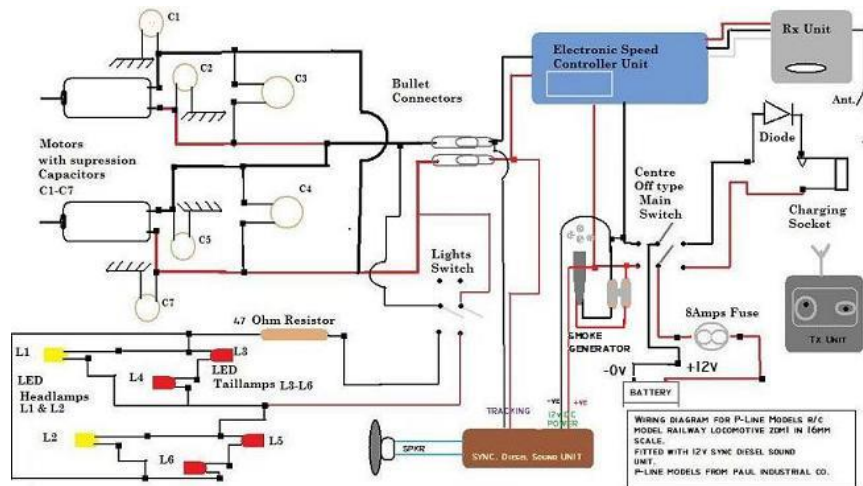 C1
C2
C3
Bullet
Connectors
Electronic Speed
Controller Unit
Rx Unit
Ant./
Diode
Motors
with supression
Capacitors
C1-C7
C4
C5
C7
Centre
Off type
Main
Switch
Charging
Socket
Lights
Switch
47 Ohm Resistor
SMOKE
GENERATOR
8Amps Fuse
TX UNIT
L1
L3
LED
Headlamps
L1 & L2
L4
LED
Taillamps L3-L6
-0v
+12v
BATTERY
L2
L5
L6
TRACKING
-VE
+VE
12V DC
POWER
SPKR
SYNC. DIESEL SOUND UNIT
WIRING DIAGRAM FOR P-LINE MODELS R/C
MODEL RAILWAY LOCOMOTIVE ZDM1 IN 16MM
SCALE.
FITTED WITH 12V SYNC DIESEL SOUND
UNIT.
P-LINE MODELS FROM PAUL INDUSTRIAL CO.